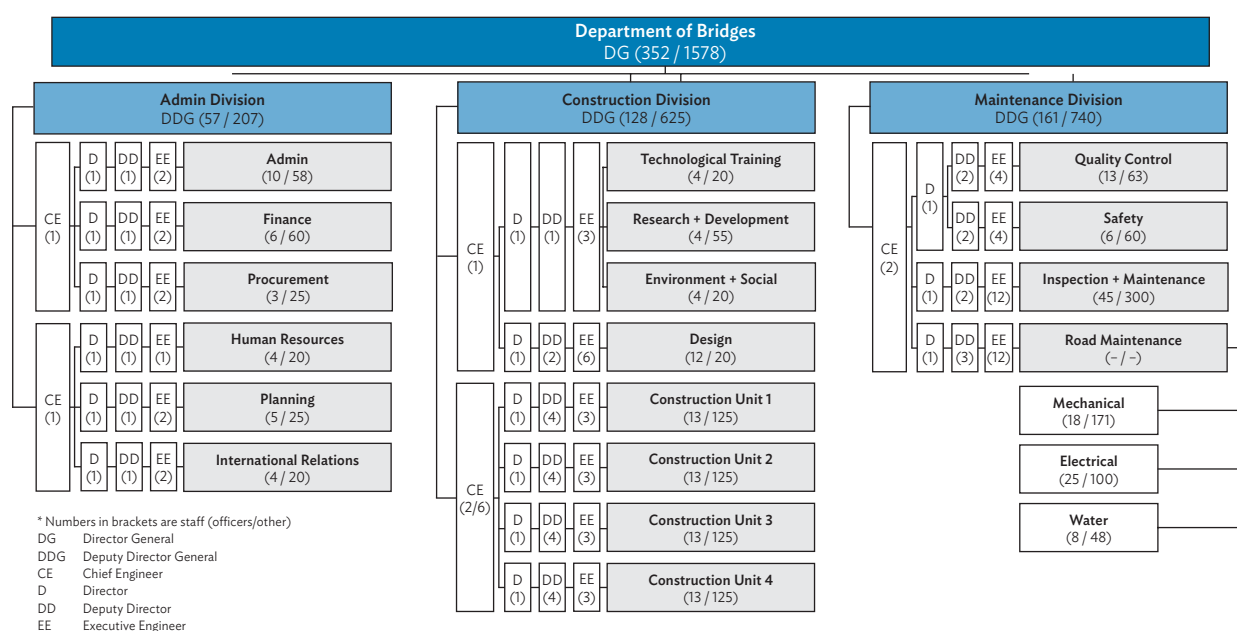 Department of Bridges
DG (352 / 1578)
Admin Division
DDG (57 / 207)
CE
(1)
D
(1)
DD
(1)
EE
(2)
Admin
(10 / 58)
D
(1)
DD
(1)
EE
(2)
Finance
(6 / 60)
D
(1)
DD
(1)
EE
(2)
Procurement
(3 / 25)
CE
(1)
D
(1)
DD
(1)
EE
(1)
Human Resources
(4 / 20)
D
(1)
DD
(1)
EE
(2)
Planning
(5 / 25)
D
(1)
DD
(1)
EE
(2)
International Relations
(4 / 20)
Construction Division
DDG (128 / 625)
CE
(1)
D
(1)
DD
(1)
EE
(3)
Technological Training
(4 / 20)
Research + Development
(4 / 55)
Environment + Social
(4 / 20)
D
(1)
DD
(2)
EE
(6)
Design
(12 / 20)
CE
(2/6)
D
(1)
DD
(4)
EE
(3)
Construction Unit 1
(13 / 125)
D
(1)
DD
(4)
EE
(3)
Construction Unit 2
(13 / 125)
D
(1)
DD
(4)
EE
(3)
Construction Unit 3
(13 / 125)
D
(1)
DD
(4)
EE
(3)
Construction Unit 4
(13 / 125)
Maintenance Division
DDG (161 / 740)
CE
(2)
D
(1)
DD
(2)
EE
(4)
Quality Control
(13 / 63)
DD
(2)
EE
(4)
Safety
(6 / 60)
D
(1)
DD
(2)
EE
(12)
Inspection + Maintenance
(45 / 300)
D
(1)
DD
(3)
EE
(12)
Road Maintenance
(– / –)
Mechanical
(18 / 171)
Electrical
(25 / 100)
Water
(8 / 48)
* Numbers in brackets are staff (officers/other)
DG Director General
DDG Deputy Director General
CE Chief Engineer
D Director
DD Deputy Director
EE Executive Engineer